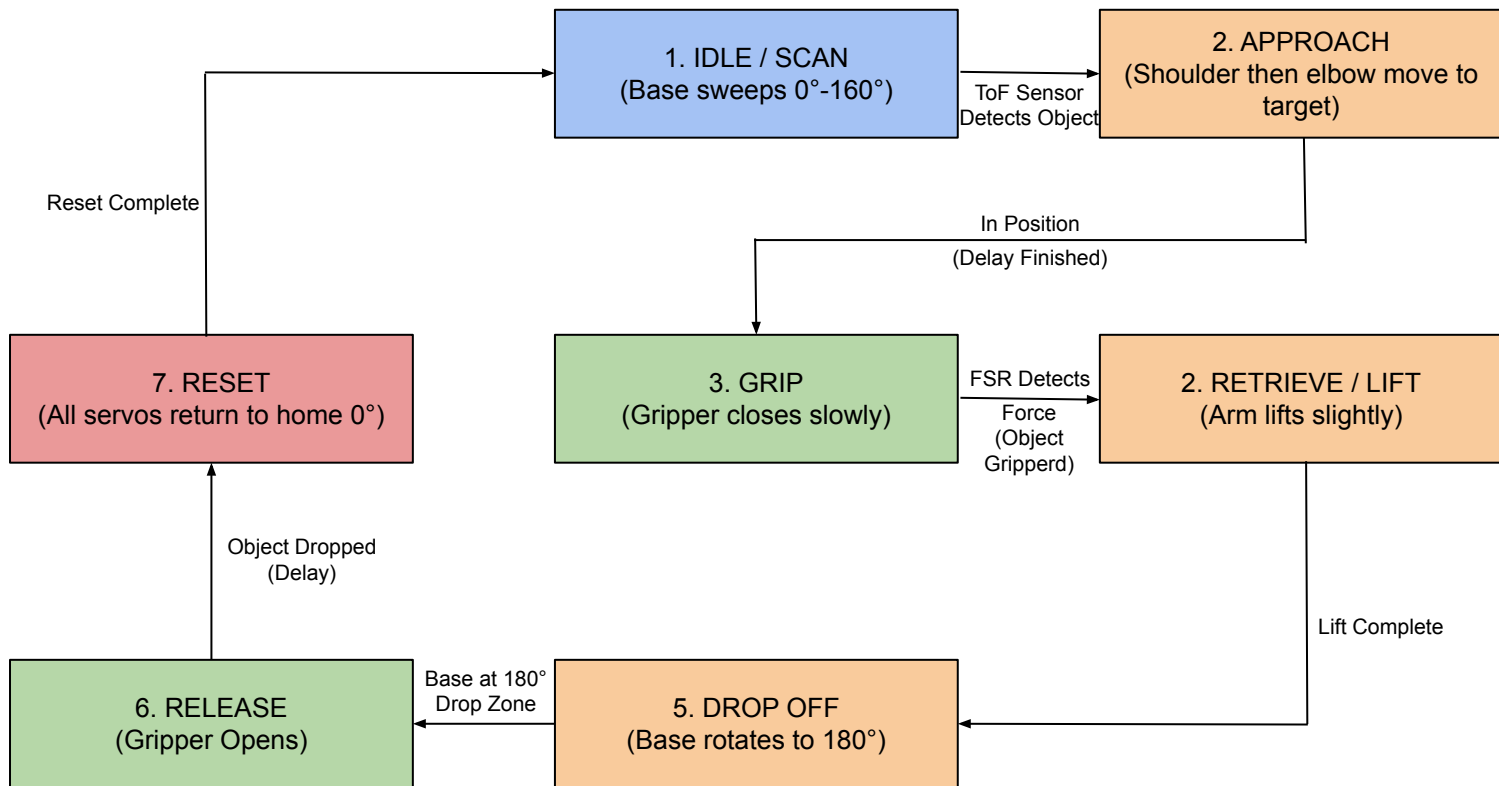 1. IDLE / SCAN
(Base sweeps 0°-160°)
ToF Sensor
Detects Object
2. APPROACH
(Shoulder then elbow move to
target)
Reset Complete
In Position
(Delay Finished)
7. RESET
(All servos return to home 0°)
3. GRIP
(Gripper closes slowly)
FSR Detects
Force
(Object
Gripperd)
2. RETRIEVE / LIFT
(Arm lifts slightly)
Object Dropped
(Delay)
Lift Complete
6. RELEASE
(Gripper Opens)
Base at 180°
Drop Zone
5. DROP OFF
(Base rotates to 180°)